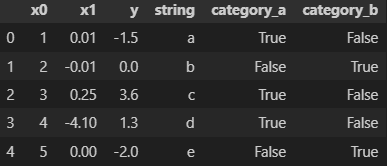 x0 x1 y string category_a category_b
0 1 0.01 -1.5 a True False
1 2 -0.01 0.0 b False True
2 3 0.25 3.6 c True False
3 4 -4.10 1.3 d True False
4 5 0.00 -2.0 e False True